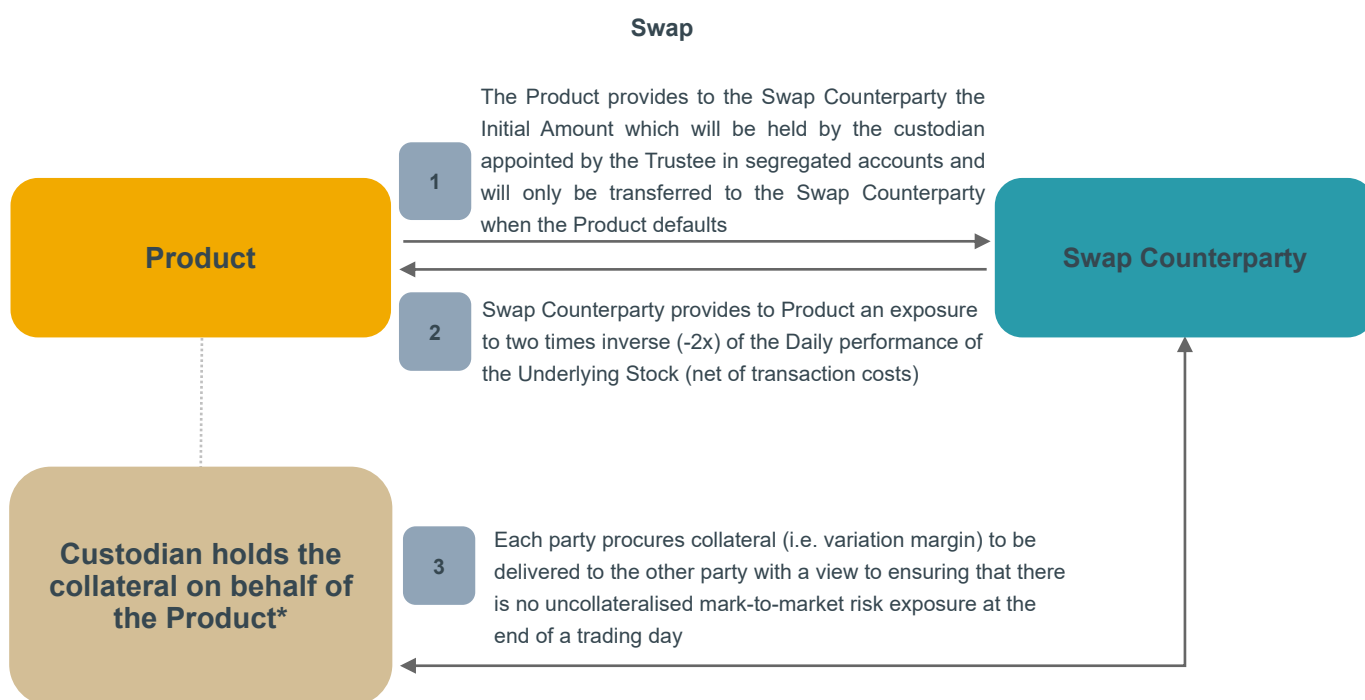 Swap
The Product provides to the Swap Counterparty the
Initial Amount which will be held by the custodian
appointed by the Trustee in segregated accounts and
will only be transferred to the Swap Counterparty
when the Product defaults
1
Product
Swap Counterparty
2
Swap Counterparty provides to Product an exposure
to two times inverse (-2x) of the Daily performance of
the Underlying Stock (net of transaction costs)
Custodian holds the
collateral on behalf of
the Product*
3
Each party procures collateral (i.e. variation margin) to be
delivered to the other party with a view to ensuring that there
is no uncollateralised mark-to-market risk exposure at the
end of a trading day